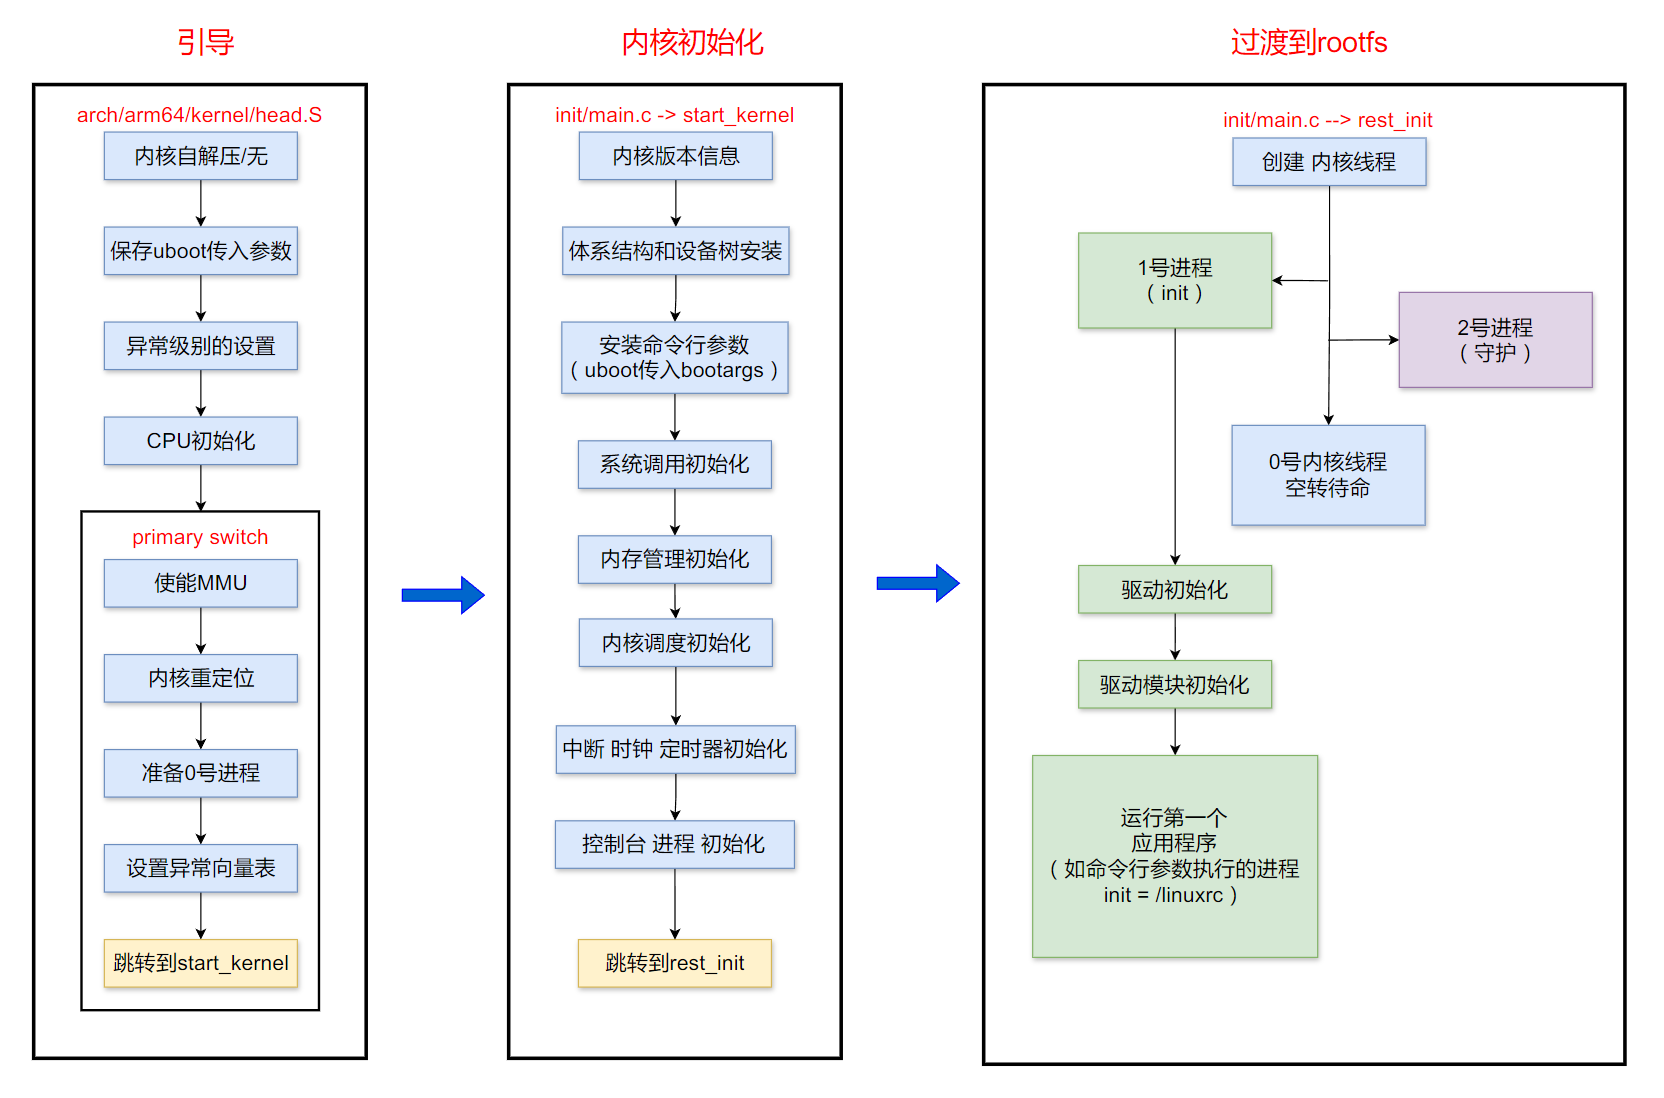 引导
arch/arm64/kernel/head.S
内核自解压/无
保存uboot传入参数
异常级别的设置
CPU初始化
primary switch
使能MMU
内核重定位
准备0号进程
设置异常向量表
跳转到start_kernel
内核初始化
init/main.c -> start_kernel
内核版本信息
体系结构和设备树安装
安装命令行参数
（uboot传入bootargs）
系统调用初始化
内存管理初始化
内核调度初始化
中断 时钟 定时器初始化
控制台 进程 初始化
跳转到rest_init
过渡到rootfs
init/main.c --> rest_init
创建 内核线程
1号进程
（init）
2号进程
（守护）
0号内核线程
空转待命
驱动初始化
驱动模块初始化
运行第一个
应用程序
（如命令行参数执行的进程
init = /linuxrc）